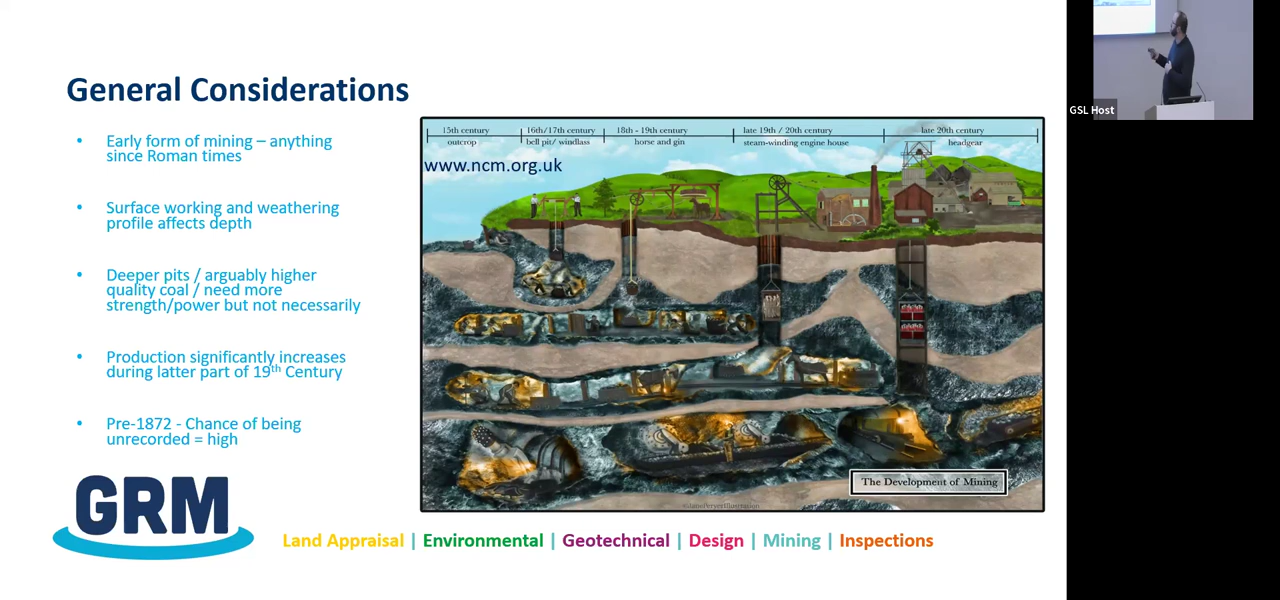 General Considerations
• Early form of mining – anything
since Roman times
• Surface working and weathering
profile affects depth
• Deeper pits / arguably higher
quality coal / need more
strength/power but not necessarily
• Production significantly increases
during latter part of 19th Century
• Pre-1872 - Chance of being
unrecorded = high
15th century
outcrop
16th/17th century
bell pit/ windlass
18th - 19th century
horse and gin
late 19th / 20th century
steam-winding engine house
late 20th century
headgear
www.ncm.org.uk
The Development of Mining
GRM
Land Appraisal | Environmental | Geotechnical | Design | Mining | Inspections
GSL Host